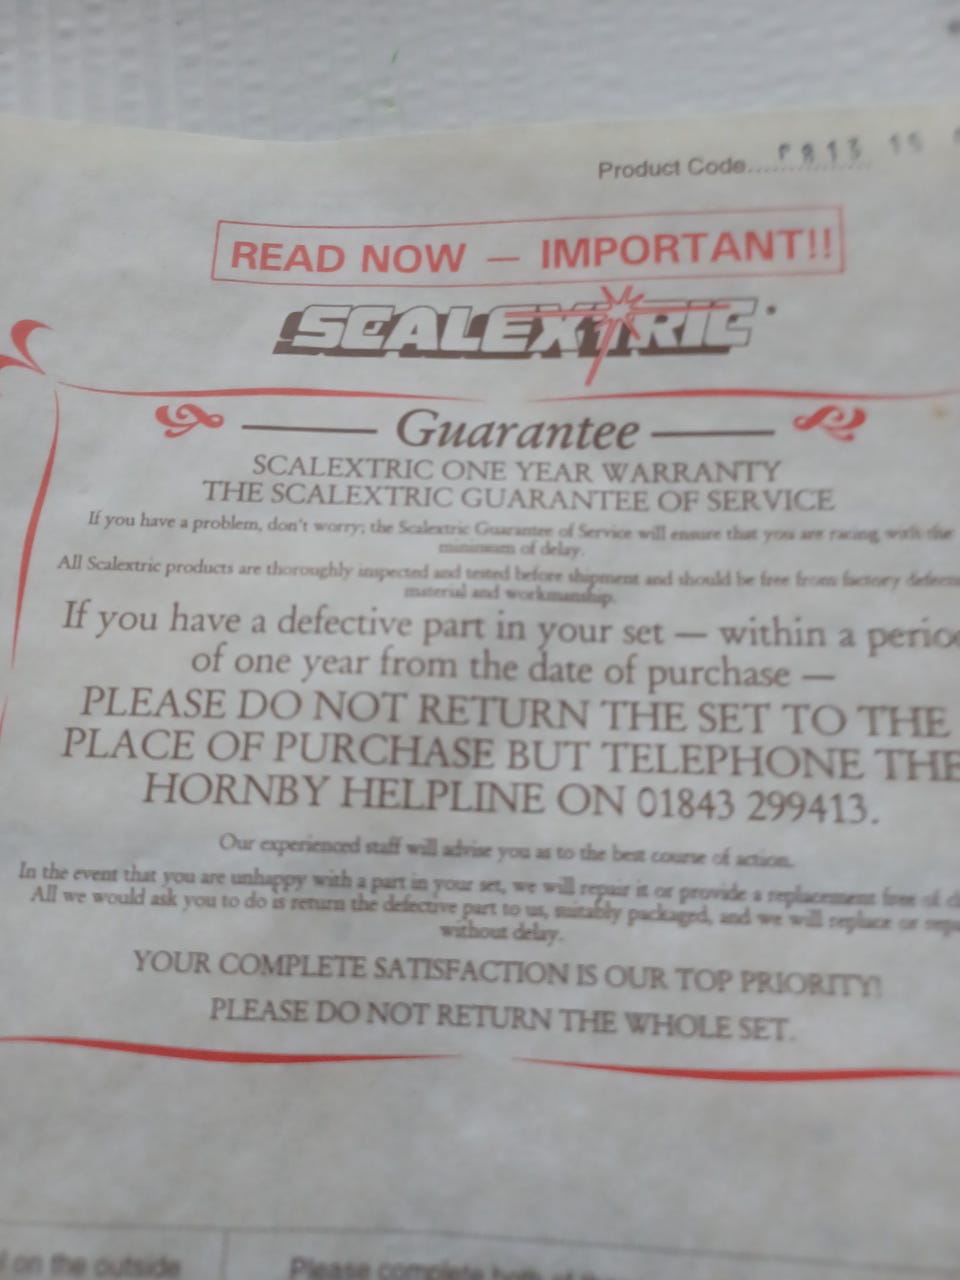 Product Code..............
READ NOW — IMPORTANT!!
SCALEXTRIC
Guarantee
SCALEXTRIC ONE YEAR WARRANTY
THE SCALEXTRIC GUARANTEE OF SERVICE
If you have a problem, don't worry; the Scalextric Guarantee of Service will ensure that you are racing with the
minimum of delay.
All Scalextric products are thoroughly inspected and tested before shipment and should be free from factory
material and workmanship.
If you have a defective part in your set — within a
of one year from the date of purchase —
PLEASE DO NOT RETURN THE SET TO THE
PLACE OF PURCHASE BUT TELEPHONE THE
HORNBY HELPLINE ON 01843 299413.
Our experienced staff will advise you as to the best course of action.
In the event that you are unhappy with a part in your set, we will repair it or provide a replacement free of
All we would ask you to do is return the defective part to us, suitably packaged, and we will replace or
without delay.
YOUR COMPLETE SATISFACTION IS OUR TOP PRIORITY!
PLEASE DO NOT RETURN THE WHOLE SET.
on the outside
Please complete